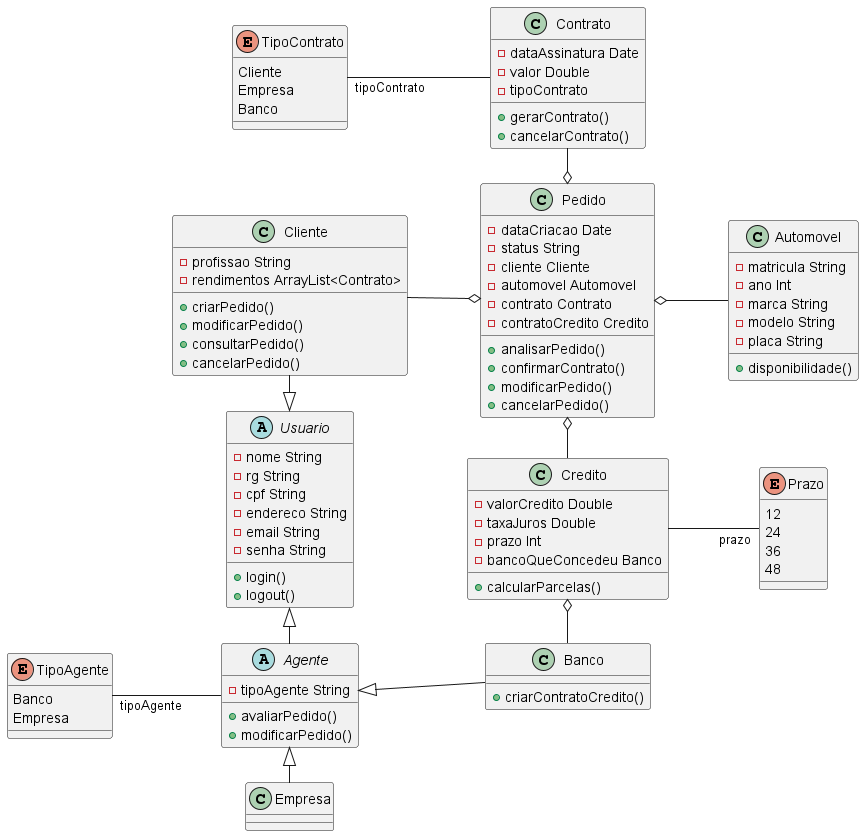 E TipoContrato
Cliente
Empresa
Banco
tipoContrato
C Contrato
dataAssinatura Date
valor Double
tipoContrato
gerarContrato()
cancelarContrato()
C Cliente
profissao String
rendimentos ArrayList<Contrato>
criarPedido()
modificarPedido()
consultarPedido()
cancelarPedido()
C Pedido
dataCriacao Date
status String
cliente Cliente
automovel Automovel
contrato Contrato
contratoCredito Credito
analisarPedido()
confirmarContrato()
modificarPedido()
cancelarPedido()
C Automovel
matricula String
ano Int
marca String
modelo String
placa String
disponibilidade()
A Usuario
nome String
rg String
cpf String
endereco String
email String
senha String
login()
logout()
C Credito
valorCredito Double
taxaJuros Double
prazo Int
bancoQueConcedeu Banco
calcularParcelas()
prazo
E Prazo
12
24
36
48
E TipoAgente
Banco
Empresa
tipoAgente
A Agente
tipoAgente String
avaliarPedido()
modificarPedido()
C Banco
criarContratoCredito()
C Empresa